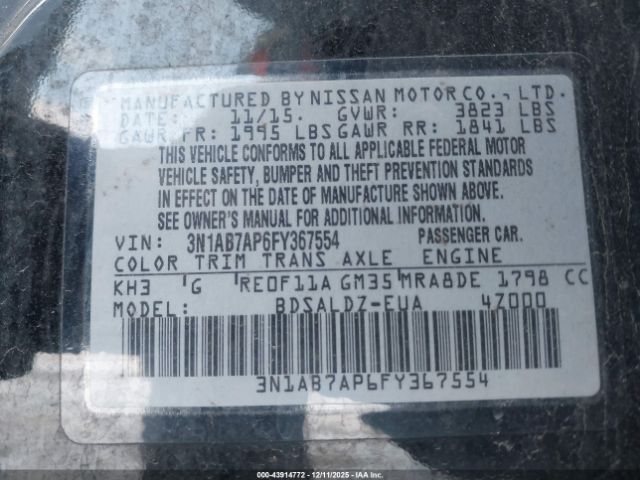 MANUFACTURED BY NISSAN MOTOR CO., LTD.
DATE: 11/15. GVWR: 3823 LBS
GAWR FR: 1995 LBS GAWR RR: 1841 LBS
THIS VEHICLE CONFORMS TO ALL APPLICABLE FEDERAL MOTOR
VEHICLE SAFETY, BUMPER AND THEFT PREVENTION STANDARDS
IN EFFECT ON THE DATE OF MANUFACTURE SHOWN ABOVE.
SEE OWNER'S MANUAL FOR ADDITIONAL INFORMATION.
VIN: 3N1AB7AP6FY367554 PASSENGER CAR.
COLOR TRIM TRANS AXLE ENGINE
KH3 'G 'RE0F11A GM35 MRA8DE 1798 CC
MODEL: BDSALDZ-EUA 4Z000
3N1AB7AP6FY367554
000-43914772 - 12/11/2025 - IAA Inc.